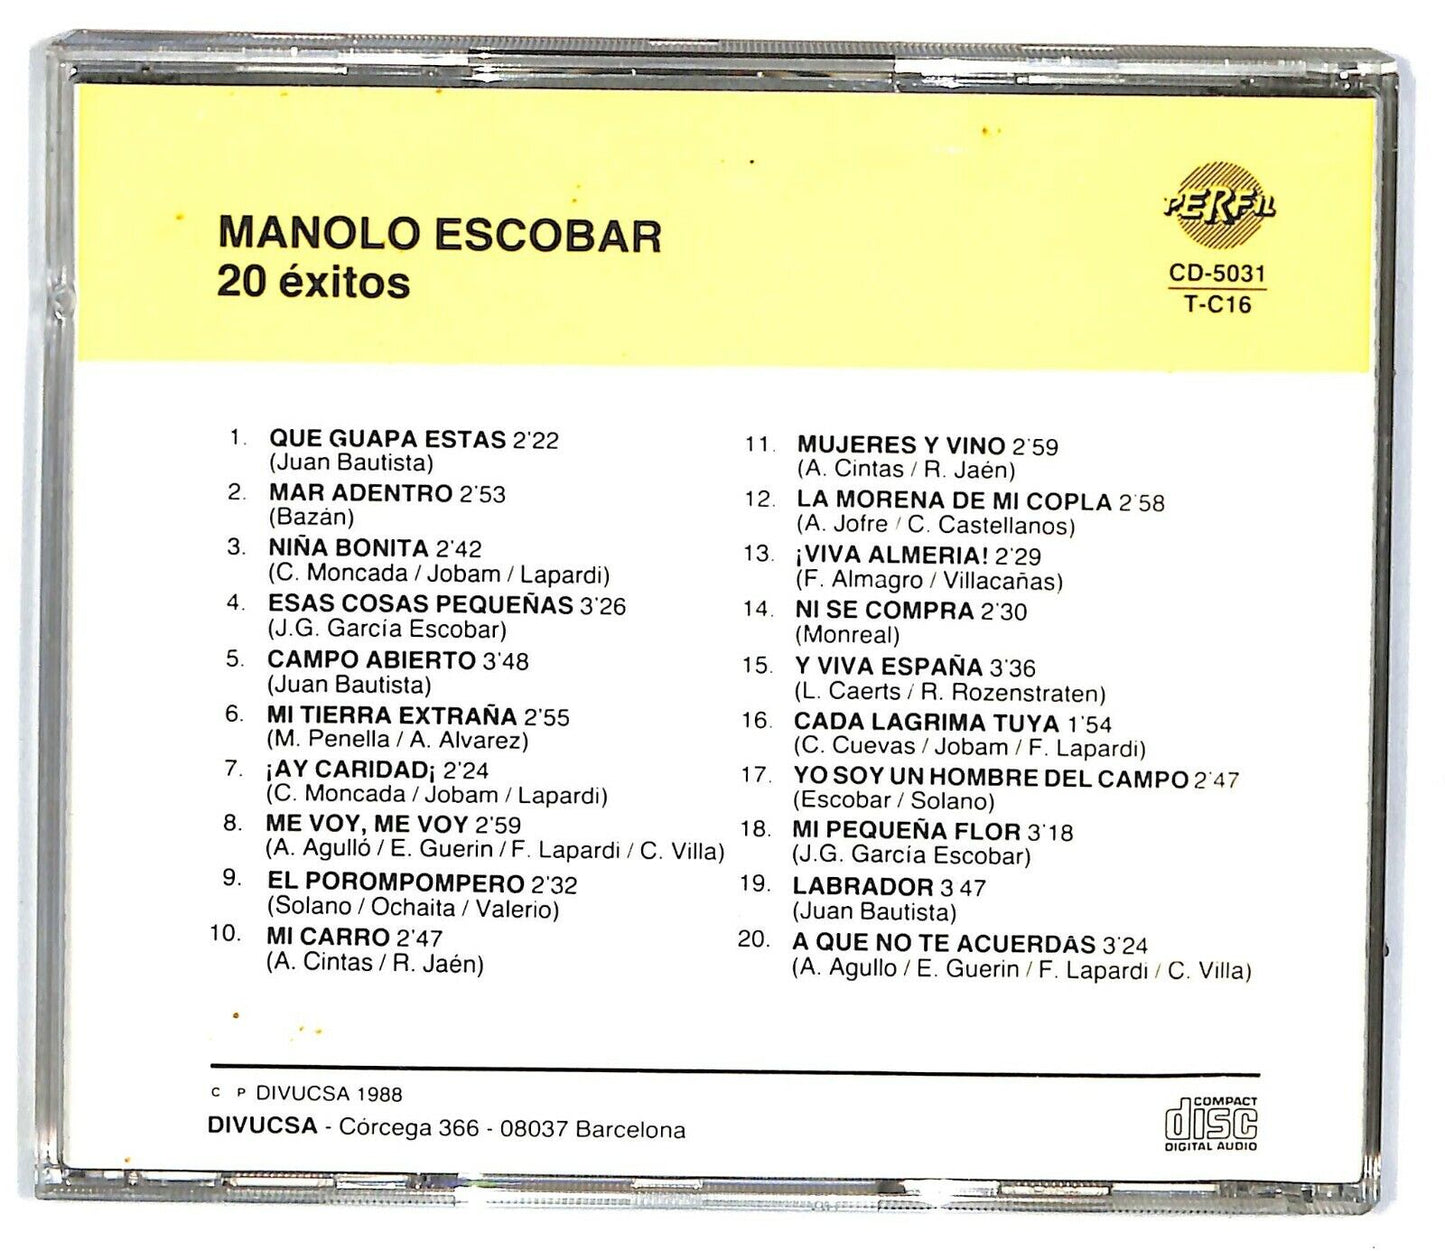 MANOLO ESCOBAR
20 éxitos
PERFIL
CD-5031
T-C16
1. QUE GUAPA ESTAS 2'22
(Juan Bautista)
2. MAR ADENTRO 2'53
(Bazán)
3. NIÑA BONITA 2'42
(C. Moncada / Jobam / Lapardi)
4. ESAS COSAS PEQUEÑAS 3'26
(J.G. García Escobar)
5. CAMPO ABIERTO 3'48
(Juan Bautista)
6. MI TIERRA EXTRAÑA 2'55
(M. Penella / A. Alvarez)
7. ¡AY CARIDAD¡ 2'24
(C. Moncada / Jobam / Lapardi)
8. ME VOY, ME VOY 2'59
(A. Agulló / E. Guerin / F. Lapardi / C. Villa)
9. EL POROMPOMPERO 2'32
(Solano / Ochaita / Valerio)
10. MI CARRO 2'47
(A. Cintas / R. Jaén)
11. MUJERES Y VINO 2'59
(A. Cintas / R. Jaén)
12. LA MORENA DE MI COPLA 2'58
(A. Jofre / C. Castellanos)
13. ¡VIVA ALMERIA! 2'29
(F. Almagro / Villacañas)
14. NI SE COMPRA 2'30
(Monreal)
15. Y VIVA ESPAÑA 3'36
(L. Caerts / R. Rozenstraten)
16. CADA LAGRIMA TUYA 1'54
(C. Cuevas / Jobam / F. Lapardi)
17. YO SOY UN HOMBRE DEL CAMPO 2'47
(Escobar / Solano)
18. MI PEQUEÑA FLOR 3'18
(J.G. García Escobar)
19. LABRADOR 3 47
(Juan Bautista)
20. A QUE NO TE ACUERDAS 3'24
(A. Agullo / E. Guerin / F. Lapardi / C. Villa)
C P DIVUCSA 1988
DIVUCSA - Córcega 366 - 08037 Barcelona
COMPACT
disc
DIGITAL AUDIO